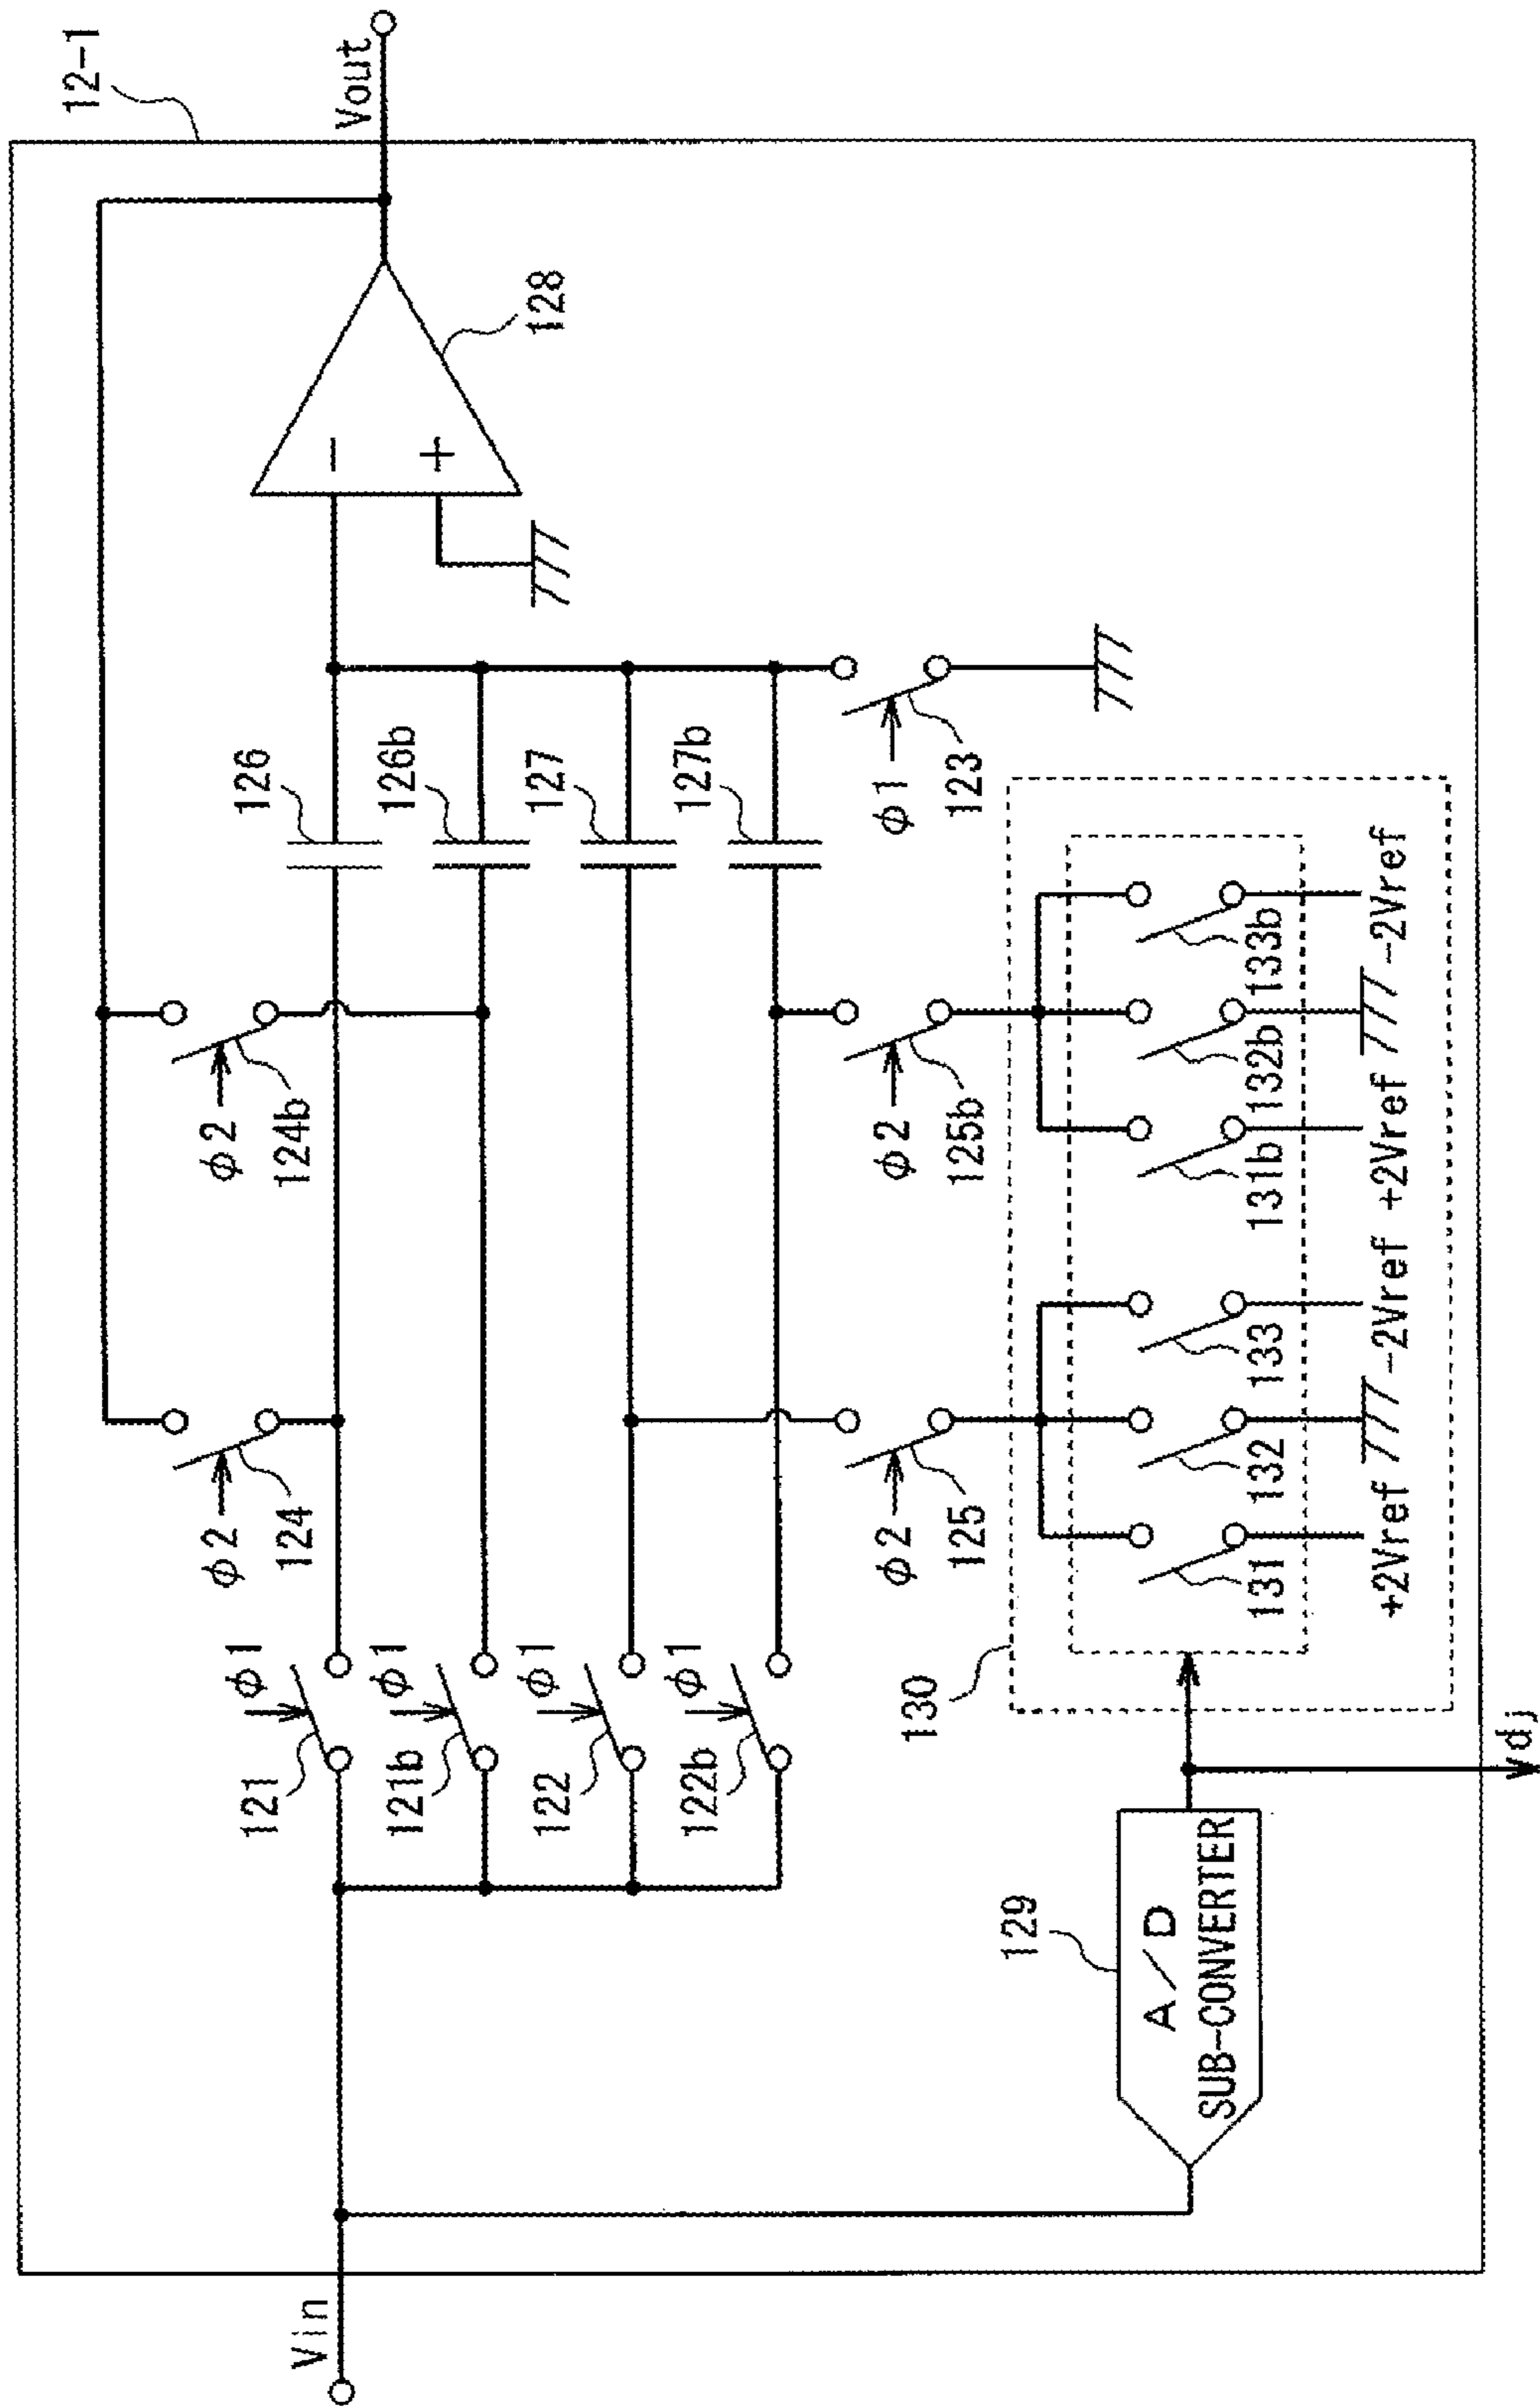 12-1
Vin
Vout
φ1
121
φ1
121b
φ1
122
φ1
122b
φ2
124
φ2
124b
126
126b
127
127b
128
−
+
φ1
123
φ2
125
φ2
125b
130
131
132
133
131b
132b
133b
+2Vref
-2Vref
+2Vref
-2Vref
129
A/D
SUB-CONVERTER
Vdj